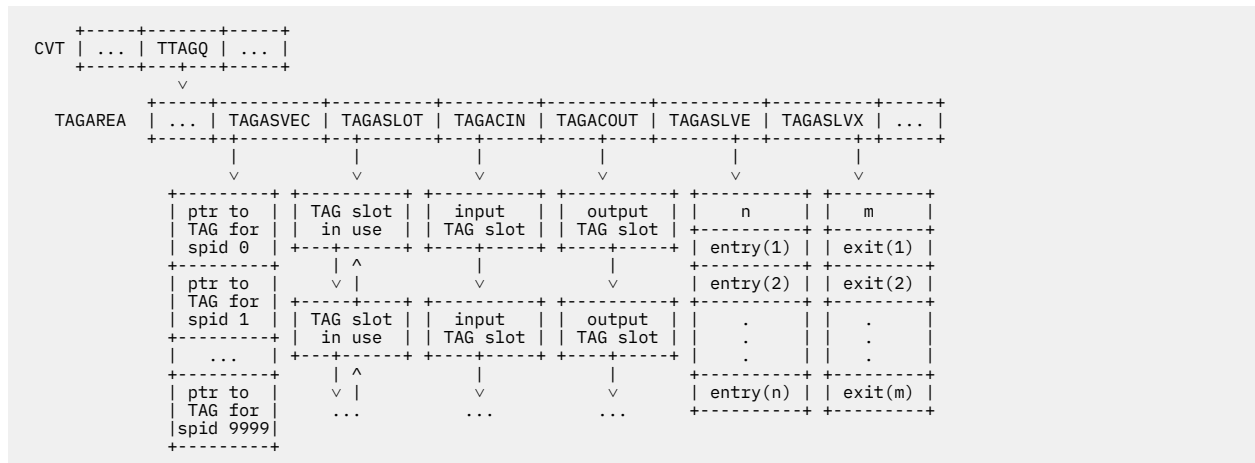 CVT | ... | TTAGQ | ... |
TAGAREA | ... | TAGASVEC | TAGASLOT | TAGACIN | TAGACOUT | TAGASLVE | TAGASLVX | ... |
| ptr to | | TAG slot | | input | | output | | n | | m |
| TAG for | | in use | | TAG slot | | TAG slot |
| spid 0 | | entry(1) | | exit(1) |
| ptr to | | entry(2) | | exit(2) |
| TAG for |
| spid 1 | | TAG slot | | input | | output | | . | | . |
| in use | | TAG slot | | TAG slot | | . | | . |
| ... | | . | | . |
| ptr to | | entry(n) | | exit(m) |
| TAG for | ... ... ...
|spid 9999|